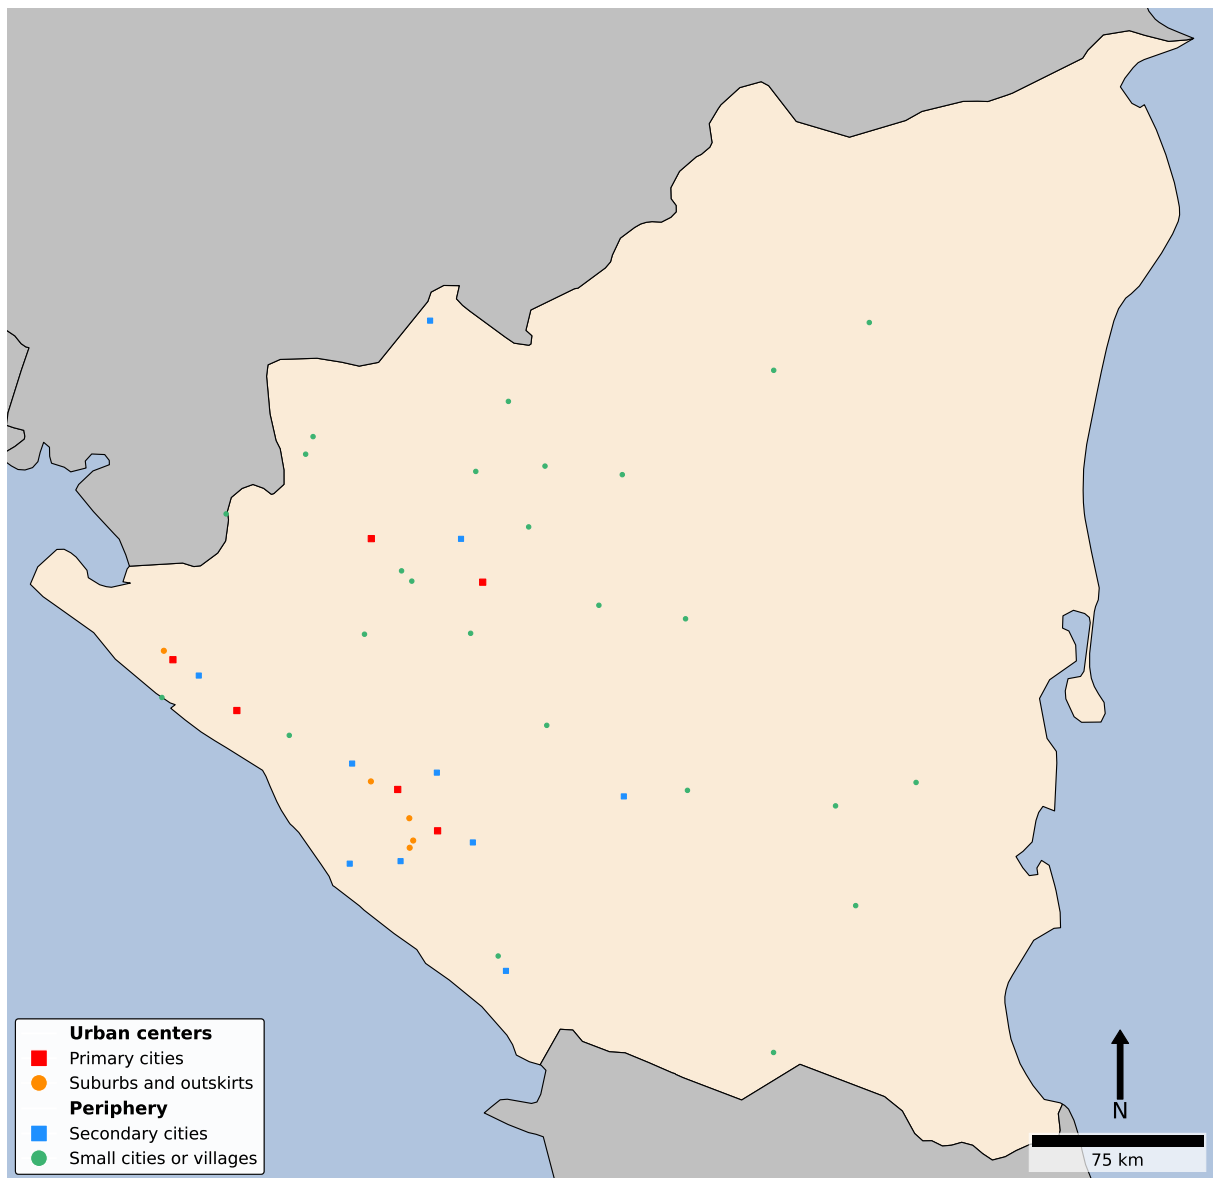 Urban centers
Primary cities
Suburbs and outskirts
Periphery
Secondary cities
Small cities or villages
N
75 km